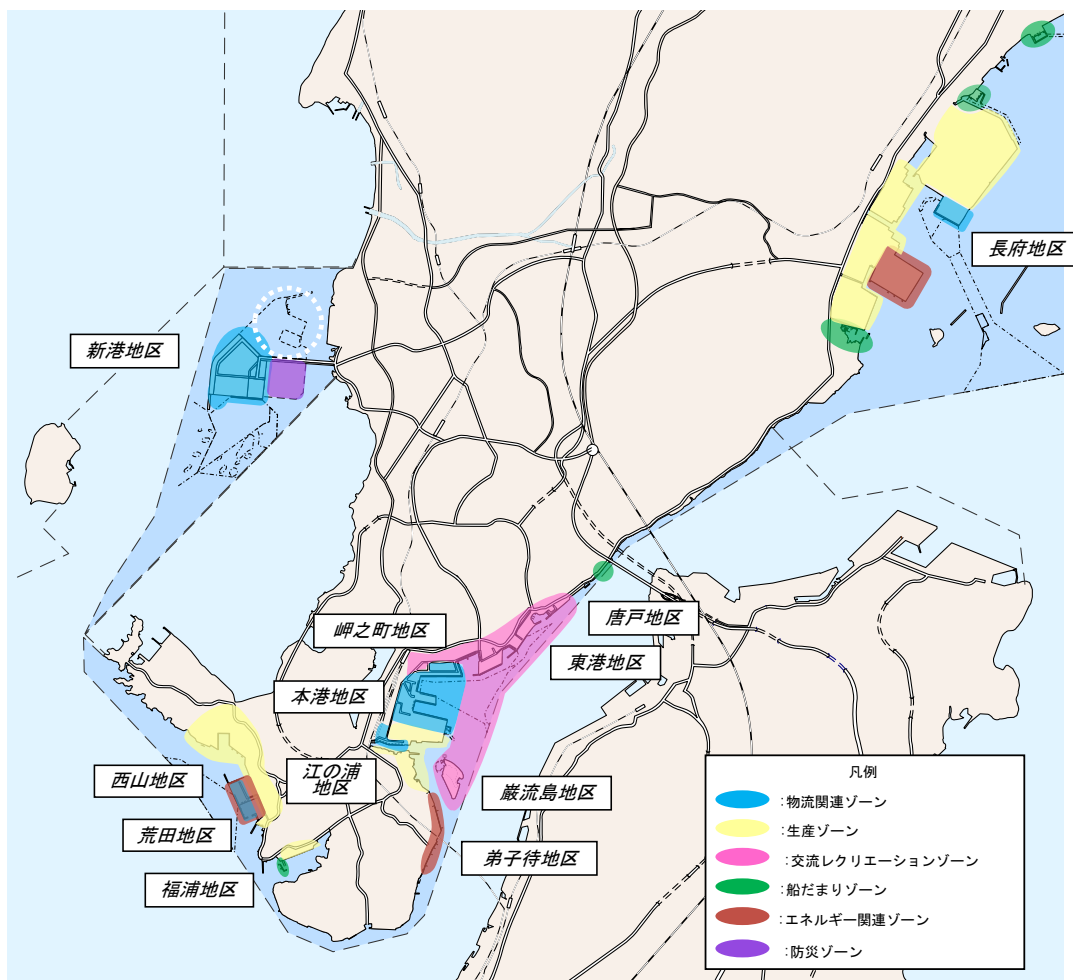 長府地区
新港地区
岬之町地区
唐戸地区
東港地区
本港地区
西山地区
江の浦
地区
巌流島地区
荒田地区
弟子待地区
福浦地区
凡例
:物流関連ゾーン
:生産ゾーン
:交流レクリエーションゾーン
:船だまりゾーン
:エネルギー関連ゾーン
:防災ゾーン